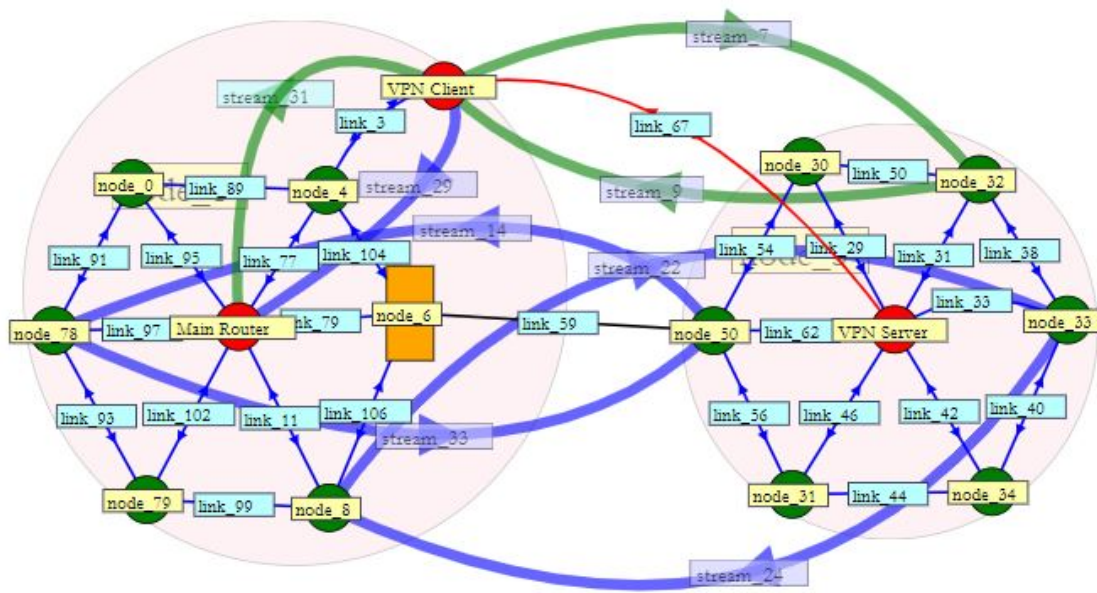 stream_7
VPN Client
stream_31
link_3
link_67
node_30
link_50
node_32
node_0
link_89
node_4
stream_29
stream_9
stream_14
link_91
link_95
link_77
link_104
link_54
link_29
link_31
link_38
stream_22
link_33
node_78
link_97
Main Router
node_6
link_59
node_50
link_62
VPN Server
node_33
link_93
link_102
link_11
link_106
stream_33
link_56
link_46
link_42
link_40
node_79
link_99
node_8
node_31
link_44
node_34
stream_24